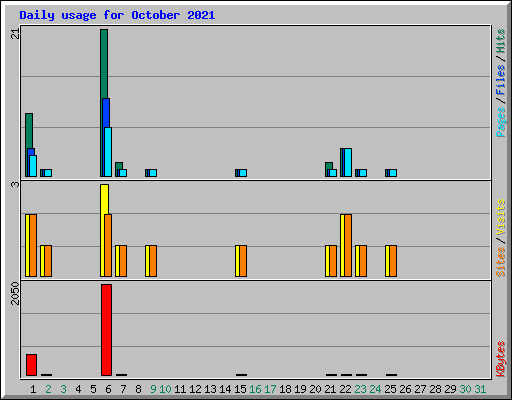 Daily usage for October 2021
21
Pages / Files / Hits
3
Sites / Visits
2050
KBytes
1 2 3 4 5 6 7 8 9 10 11 12 13 14 15 16 17 18 19 20 21 22 23 24 25 26 27 28 29 30 31